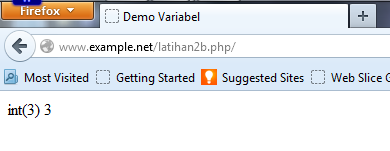 Firefox
Demo Variabel
www.example.net/latihan2b.php/
Most Visited Getting Started Suggested Sites Web Slice G
int(3) 3